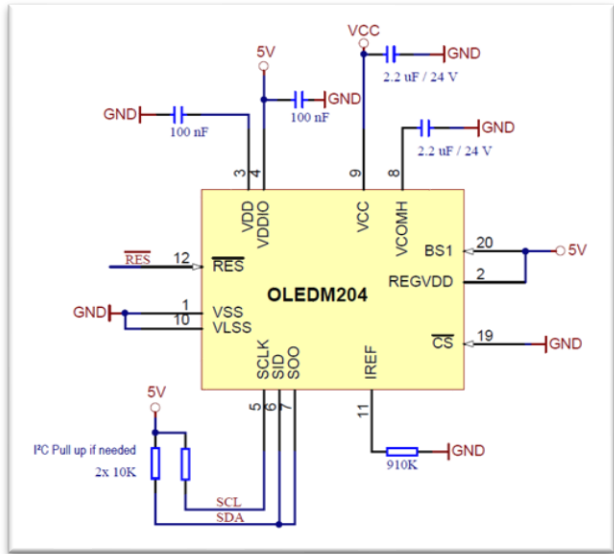 VCC
GND
2.2 uF / 24 V
5V
GND
100 nF
100 nF
GND
GND
2.2 uF / 24 V
3
4
9
8
VDD
VDDIO
VCC
VCOMH
BS1
20
5V
RES
12
RES
REGVDD
2
OLEDM204
GND
1
VSS
10
VLSS
CS
19
GND
SCLK
SID
SOO
IREF
5
6
7
11
5V
I²C Pull up if needed
2x 10K
910K
GND
SCL
SDA